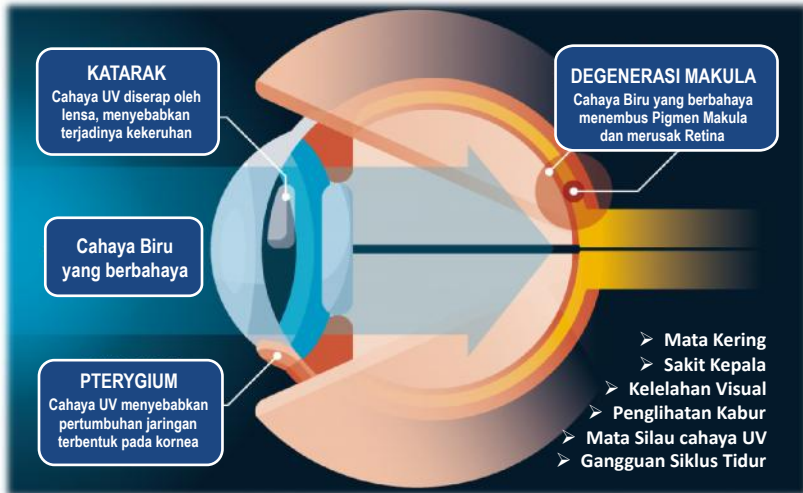 KATARAK
Cahaya UV diserap oleh
lensa, menyebabkan
terjadinya kekeruhan
DEGENERASI MAKULA
Cahaya Biru yang berbahaya
menembus Pigmen Makula
dan merusak Retina
Cahaya Biru
yang berbahaya
PTERYGIUM
Cahaya UV menyebabkan
pertumbuhan jaringan
terbentuk pada kornea
➢ Mata Kering
➢ Sakit Kepala
➢ Kelelahan Visual
➢ Penglihatan Kabur
➢ Mata Silau cahaya UV
➢ Gangguan Siklus Tidur